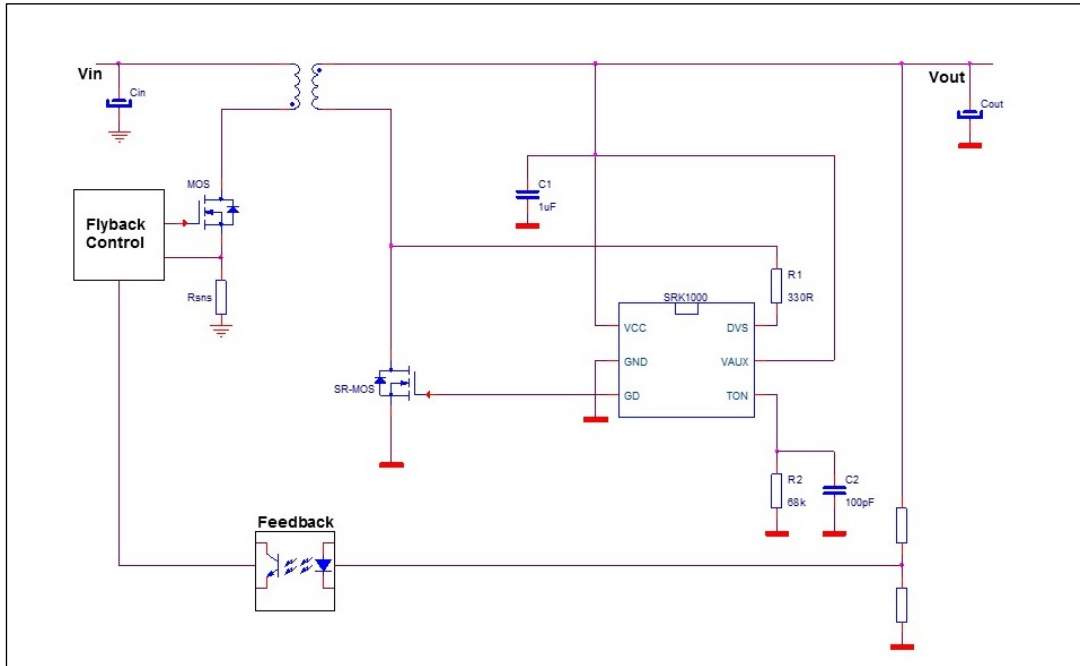 Vin
Cin
Vout
Cout
MOS
C1
1uF
Flyback
Control
Rsns
R1
330R
SRK1000
VCC
DVS
GND
VAUX
GD
TON
SR-MOS
R2
68k
C2
100pF
Feedback